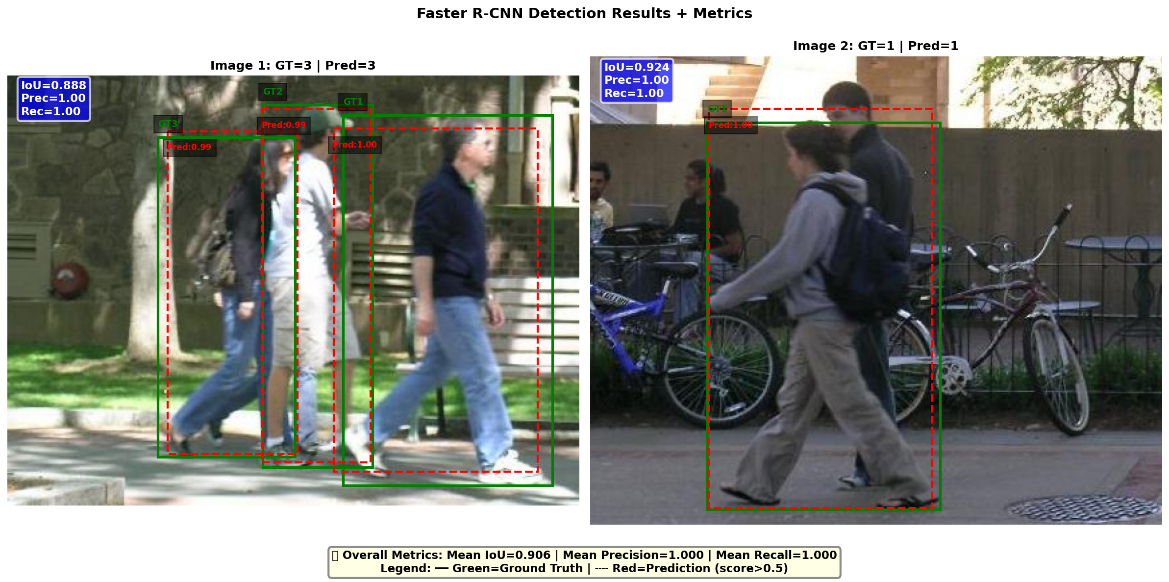 Faster R-CNN Detection Results + Metrics
Image 1: GT=3 | Pred=3
IoU=0.888
Prec=1.00
Rec=1.00
GT2
GT1
GT3
Pred:0.99
Pred:1.00
Pred:0.99
Image 2: GT=1 | Pred=1
IoU=0.924
Prec=1.00
Rec=1.00
GT1
Pred:1.00
Overall Metrics: Mean IoU=0.906 | Mean Precision=1.000 | Mean Recall=1.000
Legend: — Green=Ground Truth | --- Red=Prediction (score>0.5)